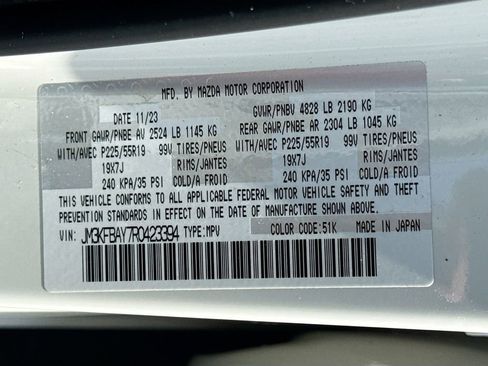 MFD. BY MAZDA MOTOR CORPORATION
DATE 11/23 GVWR/PNBV 4828 LB 2190 KG
FRONT GAWR/PNBE AV 2524 LB 1145 KG REAR GAWR/PNBE AR 2304 LB 1045 KG
WITH/AVEC P225/55R19 99V TIRES/PNEUS WITH/AVEC P225/55R19 99V TIRES/PNEUS
19X7J RIMS/JANTES 19X7J RIMS/JANTES
240 KPA/35 PSI COLD/A FROID 240 KPA/35 PSI COLD/A FROID
THIS VEHICLE CONFORMS TO ALL APPLICABLE FEDERAL MOTOR VEHICLE SAFETY AND THEFT
PREVENTION STANDARDS IN EFFECT ON THE DATE OF MANUFACTURE SHOWN ABOVE.
VIN: JM3KFBAY7R0423394 TYPE: MPV COLOR CODE: 51K MADE IN JAPAN